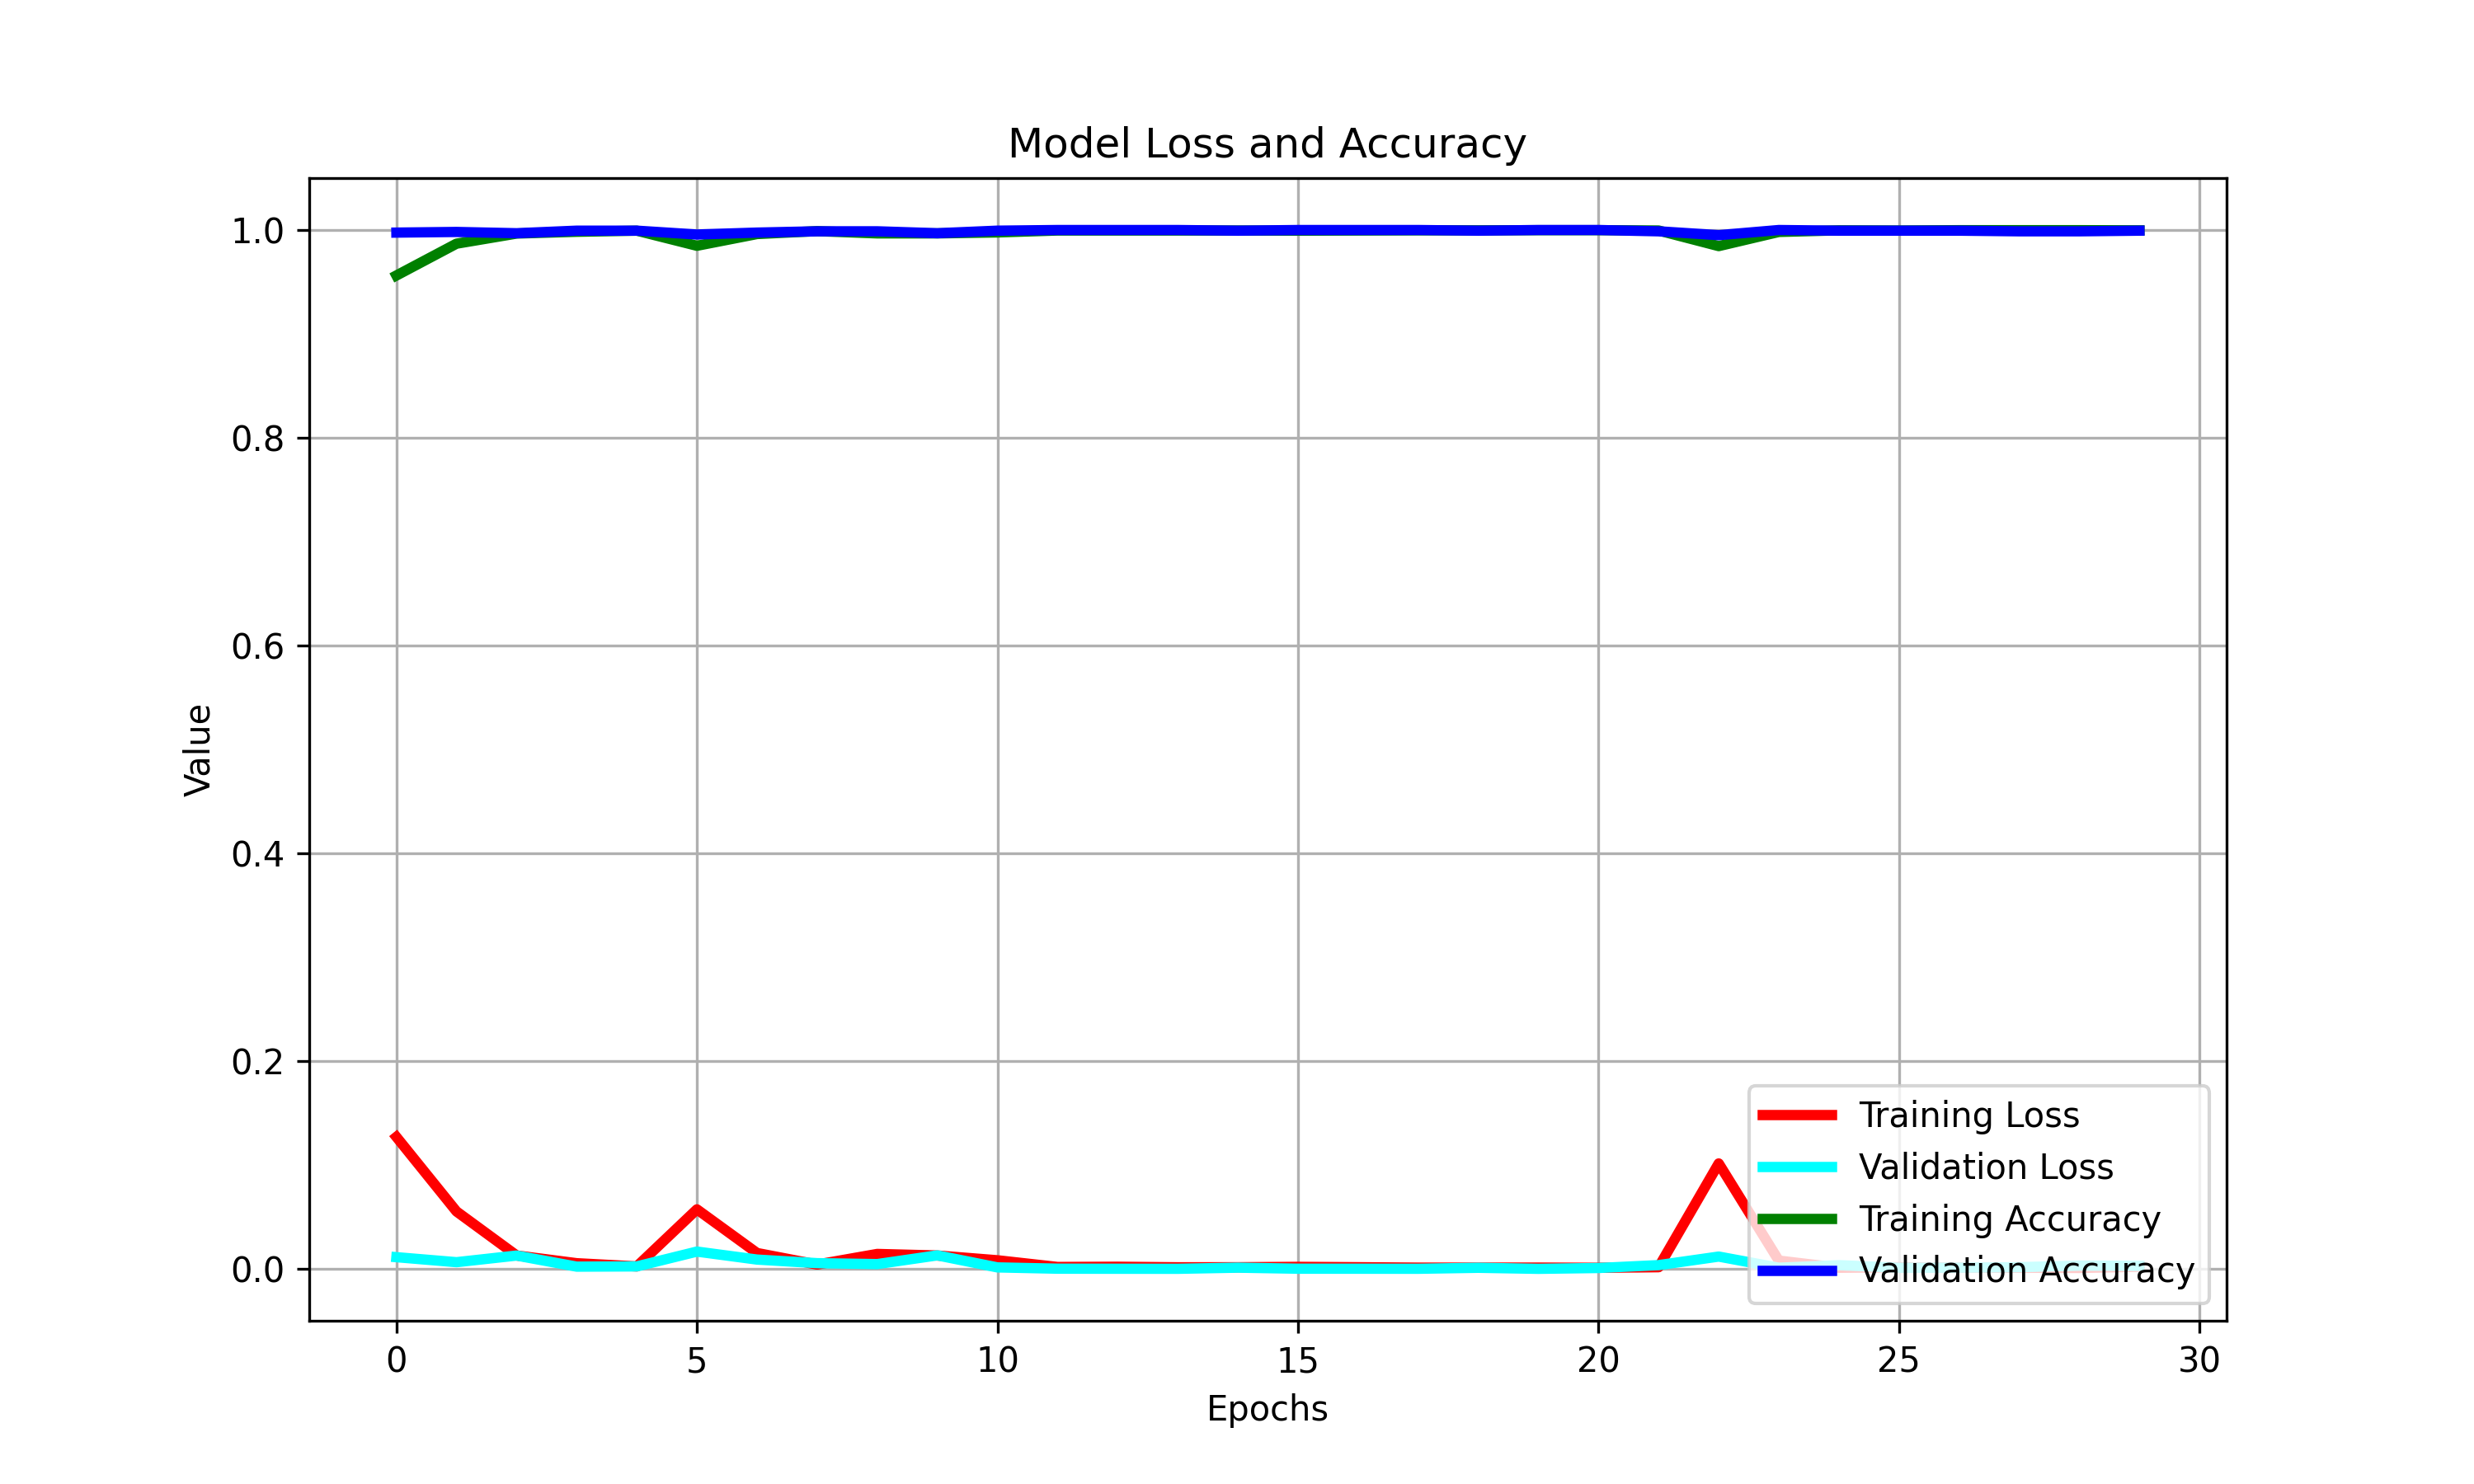 Model Loss and Accuracy
1.0
0.8
0.6
0.4
0.2
0.0
Value
Training Loss
Validation Loss
Training Accuracy
Validation Accuracy
0 5 10 15 20 25 30
Epochs